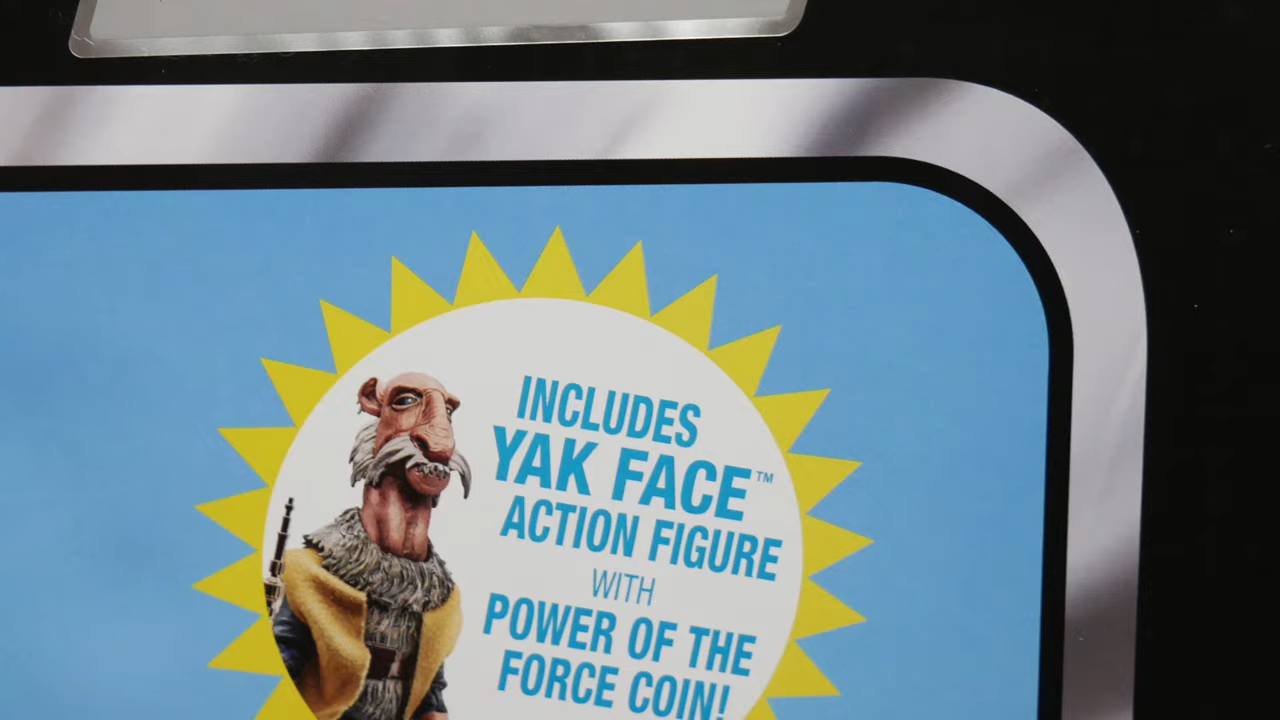 INCLUDES
YAK FACE™
ACTION FIGURE
WITH
POWER OF THE
FORCE COIN!